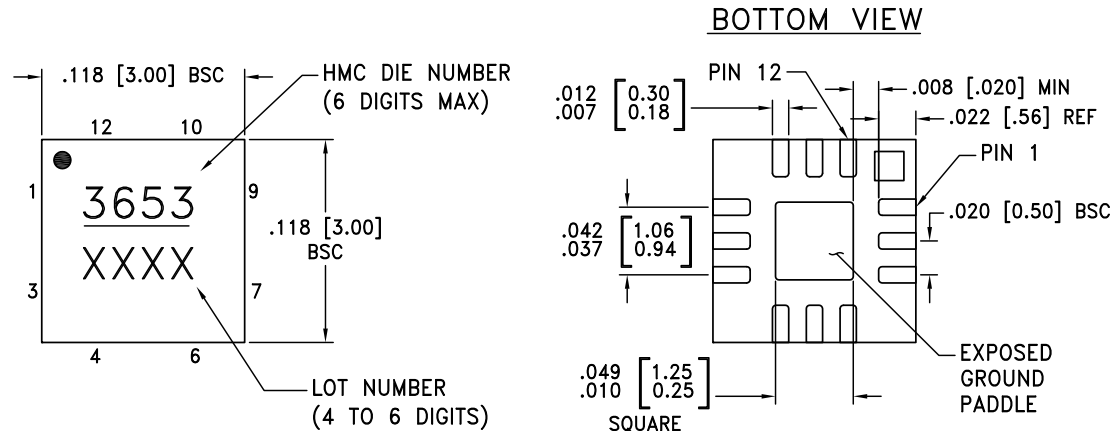 BOTTOM VIEW
.118 [3.00] BSC
HMC DIE NUMBER
(6 DIGITS MAX)
12
10
1
9
3653
XXXX
.118 [3.00]
BSC
3
7
4
6
LOT NUMBER
(4 TO 6 DIGITS)
PIN 12
.012 [0.30]
.007 [0.18]
.008 [.020] MIN
.022 [.56] REF
PIN 1
.020 [0.50] BSC
.042 [1.06]
.037 [0.94]
.049 [1.25]
.010 [0.25]
SQUARE
EXPOSED
GROUND
PADDLE